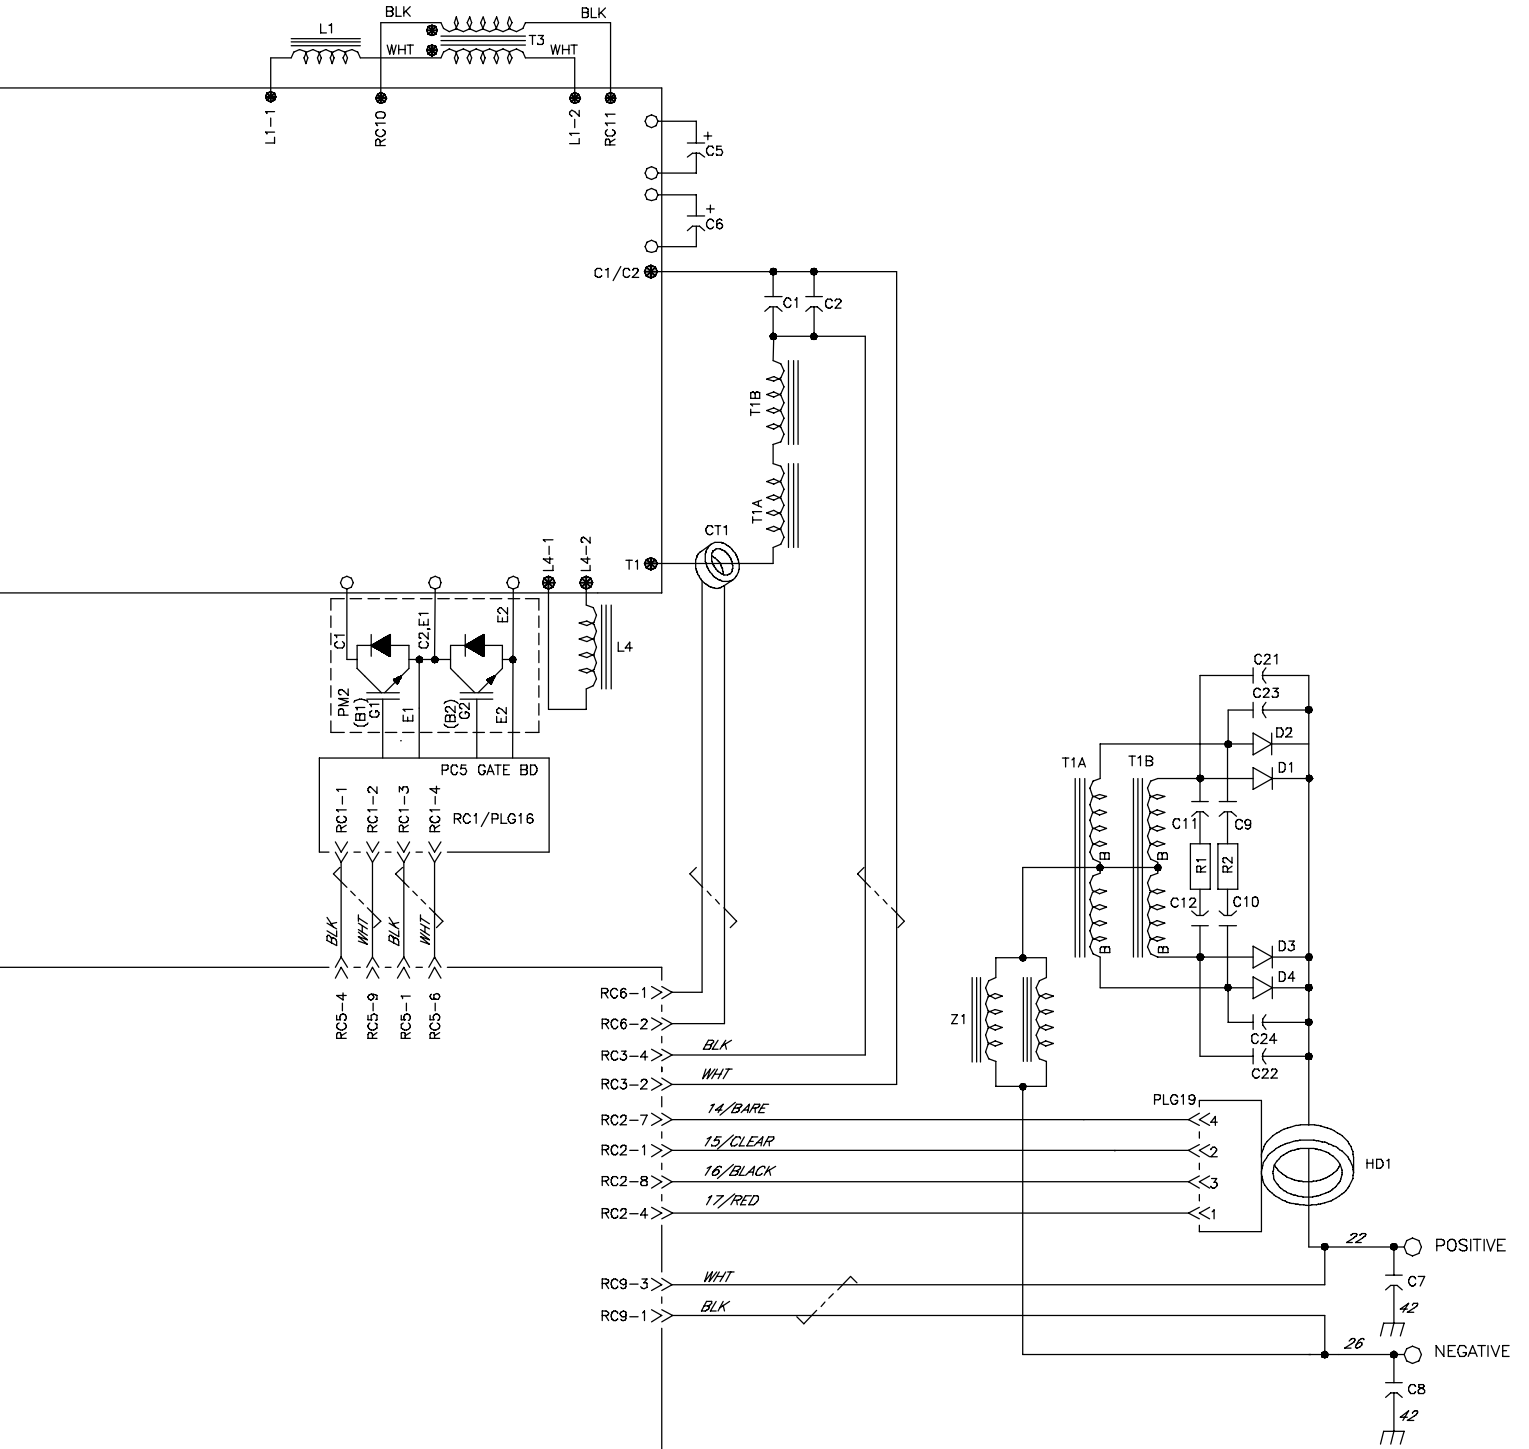 L1
BLK
BLK
T3
WHT
WHT
L1-1
RC10
L1-2
RC11
+
C5
+
C6
C1/C2
C1
C2
T1B
T1A
CT1
T1
L4-1
L4-2
C1
C2,E1
E2
L4
PM2
(B1)
G1
E1
(B2)
G2
E2
PC5 GATE BD
RC1-1
RC1-2
RC1-3
RC1-4
RC1/PLG16
BLK
WHT
BLK
WHT
RC5-4
RC5-9
RC5-1
RC5-6
C21
C23
D2
D1
T1A
T1B
C11
C9
B
B
R1
R2
C12
C10
B
B
D3
D4
C24
C22
Z1
RC6-1
RC6-2
RC3-4
BLK
RC3-2
WHT
RC2-7
14/BARE
PLG19
4
RC2-1
15/CLEAR
2
RC2-8
16/BLACK
3
RC2-4
17/RED
1
HD1
22
POSITIVE
RC9-3
WHT
C7
42
RC9-1
BLK
26
NEGATIVE
C8
42